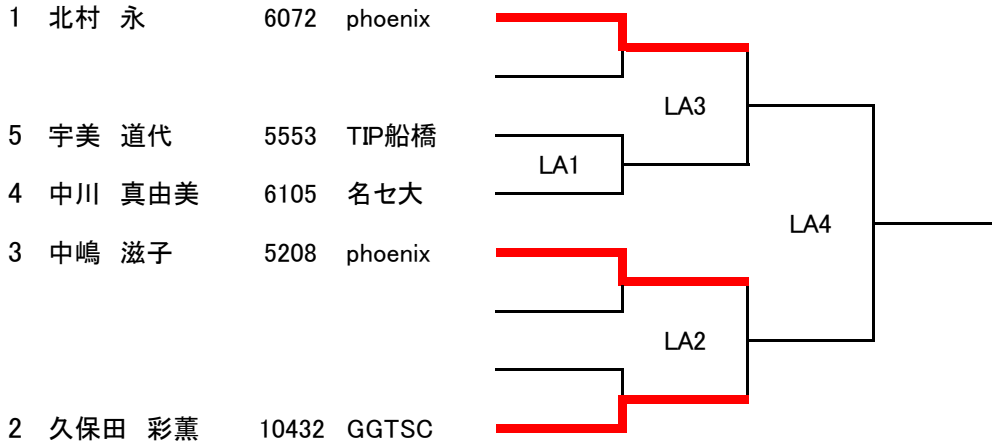 1 北村 永 6072 phoenix
LA3
5 宇美 道代 5553 TIP船橋
LA1
4 中川 真由美 6105 名セ大
LA4
3 中嶋 滋子 5208 phoenix
LA2
2 久保田 彩薫 10432 GGTSC